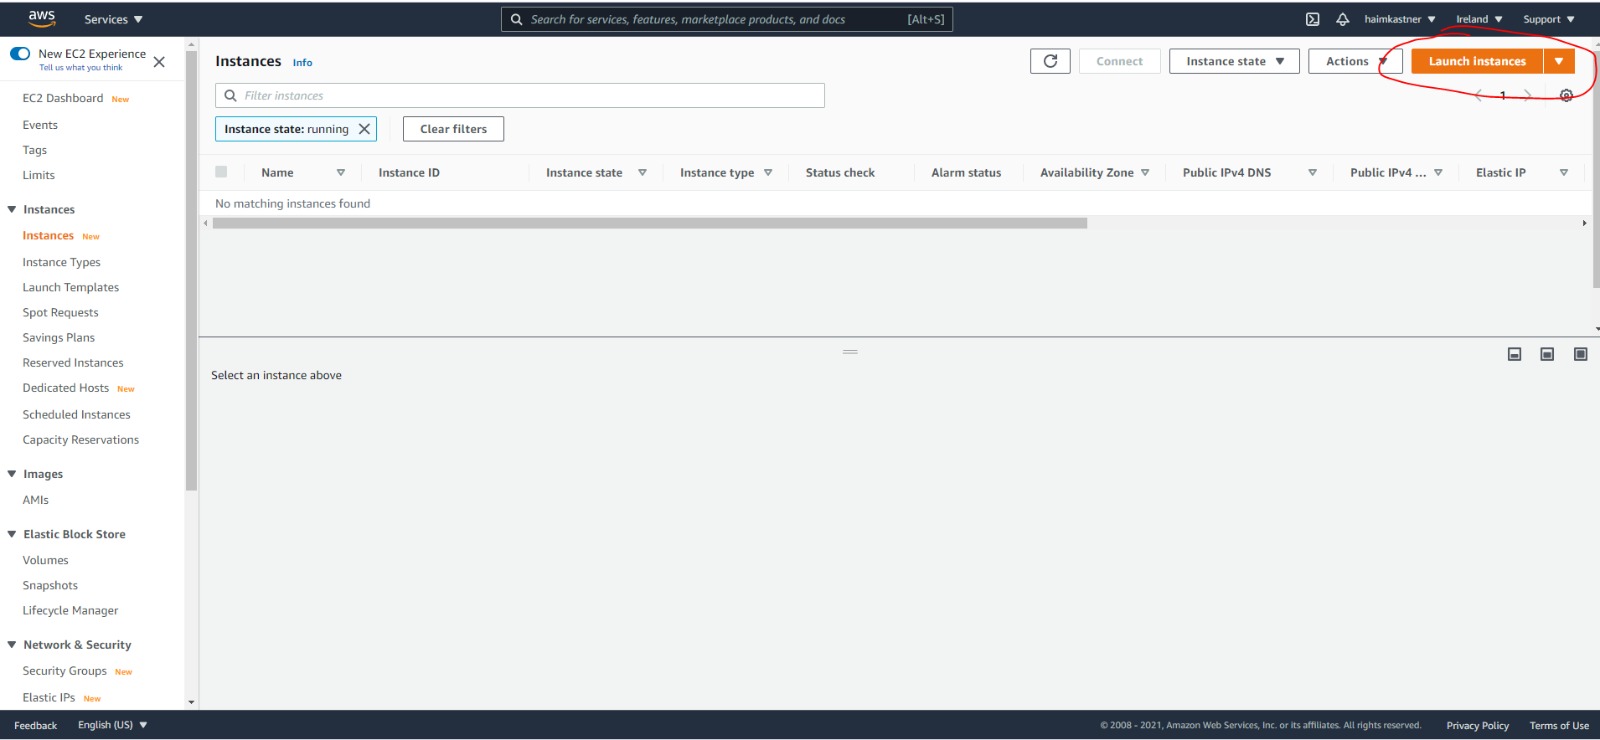 aws Services Search for services, features, marketplace products, and docs [Alt+S] haimkastner Ireland Support
New EC2 Experience
Tell us what you think
EC2 Dashboard New
Events
Tags
Limits
Instances
Instances New
Instance Types
Launch Templates
Spot Requests
Savings Plans
Reserved Instances
Dedicated Hosts New
Scheduled Instances
Capacity Reservations
Images
AMIs
Elastic Block Store
Volumes
Snapshots
Lifecycle Manager
Network & Security
Security Groups New
Elastic IPs New
Instances Info Connect Instance state Actions Launch instances
Filter instances 1
Instance state: running Clear filters
Name Instance ID Instance state Instance type Status check Alarm status Availability Zone Public IPv4 DNS Public IPv4 ... Elastic IP
No matching instances found
Select an instance above
Feedback English (US) © 2008 - 2021, Amazon Web Services, Inc. or its affiliates. All rights reserved. Privacy Policy Terms of Use